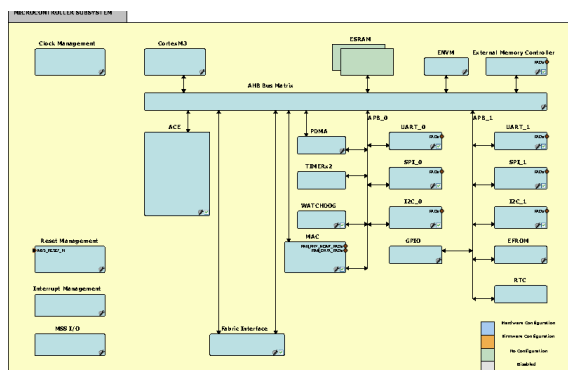 MICROCONTROLLER SUBSYSTEM
Clock Management
CortexM3
ESRAM
ENVM
External Memory Controller
AHB Bus Matrix
ACE
APB_0
APB_1
PDMA
UART_0
UART_1
TIMERx2
SPI_0
SPI_1
WATCHDOG
I2C_0
I2C_1
MAC
GPIO
EFROM
Reset Management
MSS_RESET_N
Interrupt Management
RTC
MSS I/O
Fabric Interface
Hardware Configuration
Firmware Configuration
No Configuration
Disabled